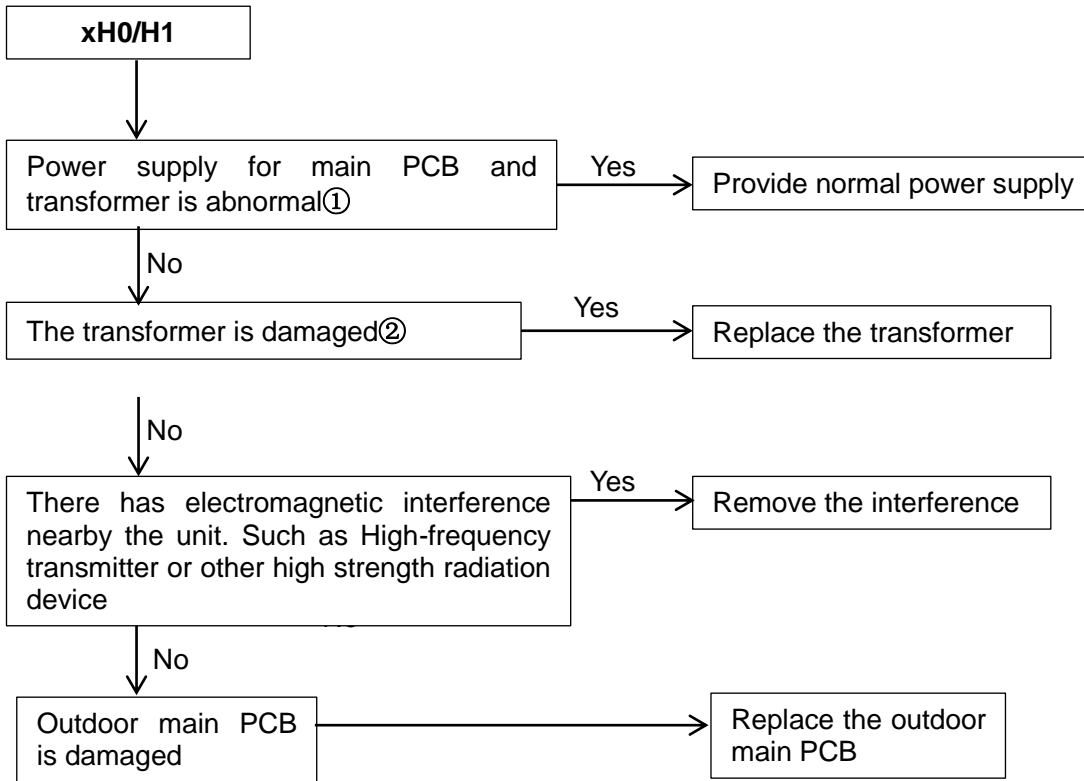 xH0/H1
Power supply for main PCB and
transformer is abnormal①
Yes
Provide normal power supply
No
The transformer is damaged②
Yes
Replace the transformer
No
There has electromagnetic interference
nearby the unit. Such as High-frequency
transmitter or other high strength radiation
device
Yes
Remove the interference
No
Outdoor main PCB
is damaged
Replace the outdoor
main PCB